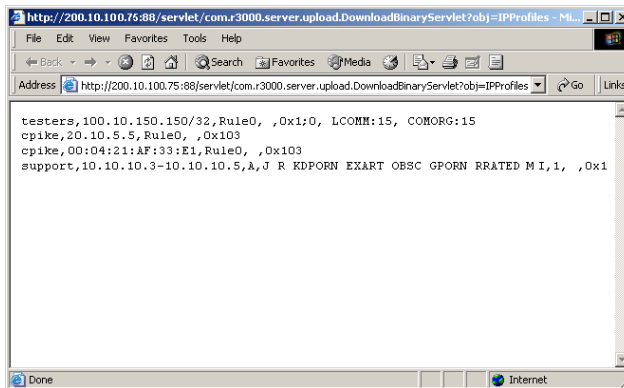 http://200.10.100.75:88/servlet/com.r3000.server.upload.DownloadBinaryServlet?obj=IPProfiles - Mi...
File Edit View Favorites Tools Help
Back Search Favorites Media
Address http://200.10.100.75:88/servlet/com.r3000.server.upload.DownloadBinaryServlet?obj=IPProfiles Go Links
testers,100.10.150.150/32,Rule0, ,0x1;0, LCOMM:15, COMORG:15
cpike,20.10.5.5,Rule0, ,0x103
cpike,00:04:21:AF:33:E1,Rule0, ,0x103
support,10.10.10.3-10.10.10.5,A,J R KDPORN EXART OBSC GPORN RRATED M I,1, ,0x1
Done Internet